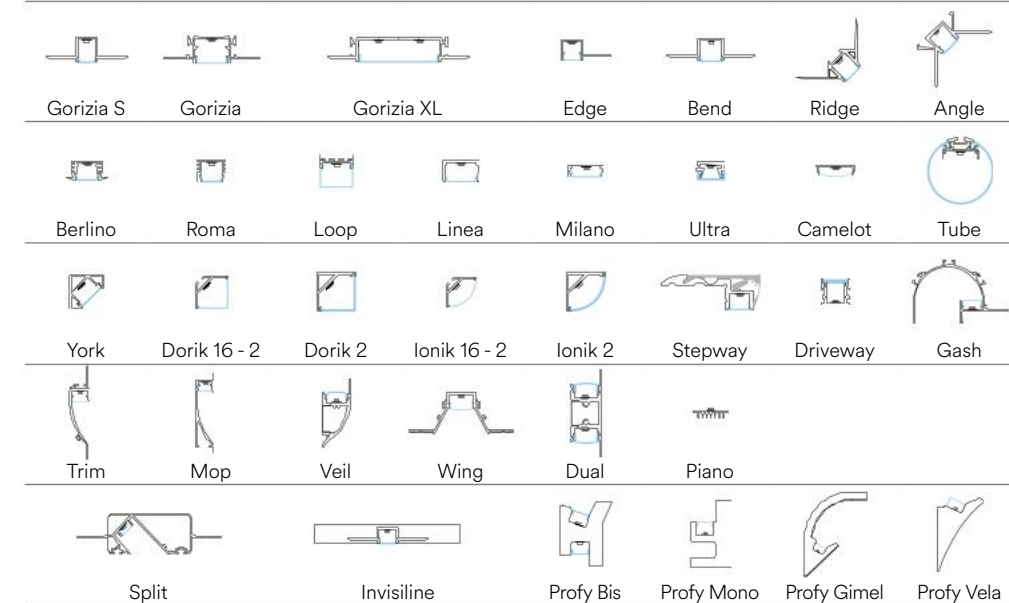 Gorizia S Gorizia Gorizia XL Edge Bend Ridge Angle
Berlino Roma Loop Linea Milano Ultra Camelot Tube
York Dorik 16 - 2 Dorik 2 Ionik 16 - 2 Ionik 2 Stepway Driveway Gash
Trim Mop Veil Wing Dual Piano
Split Invisiline Profy Bis Profy Mono Profy Gimel Profy Vela